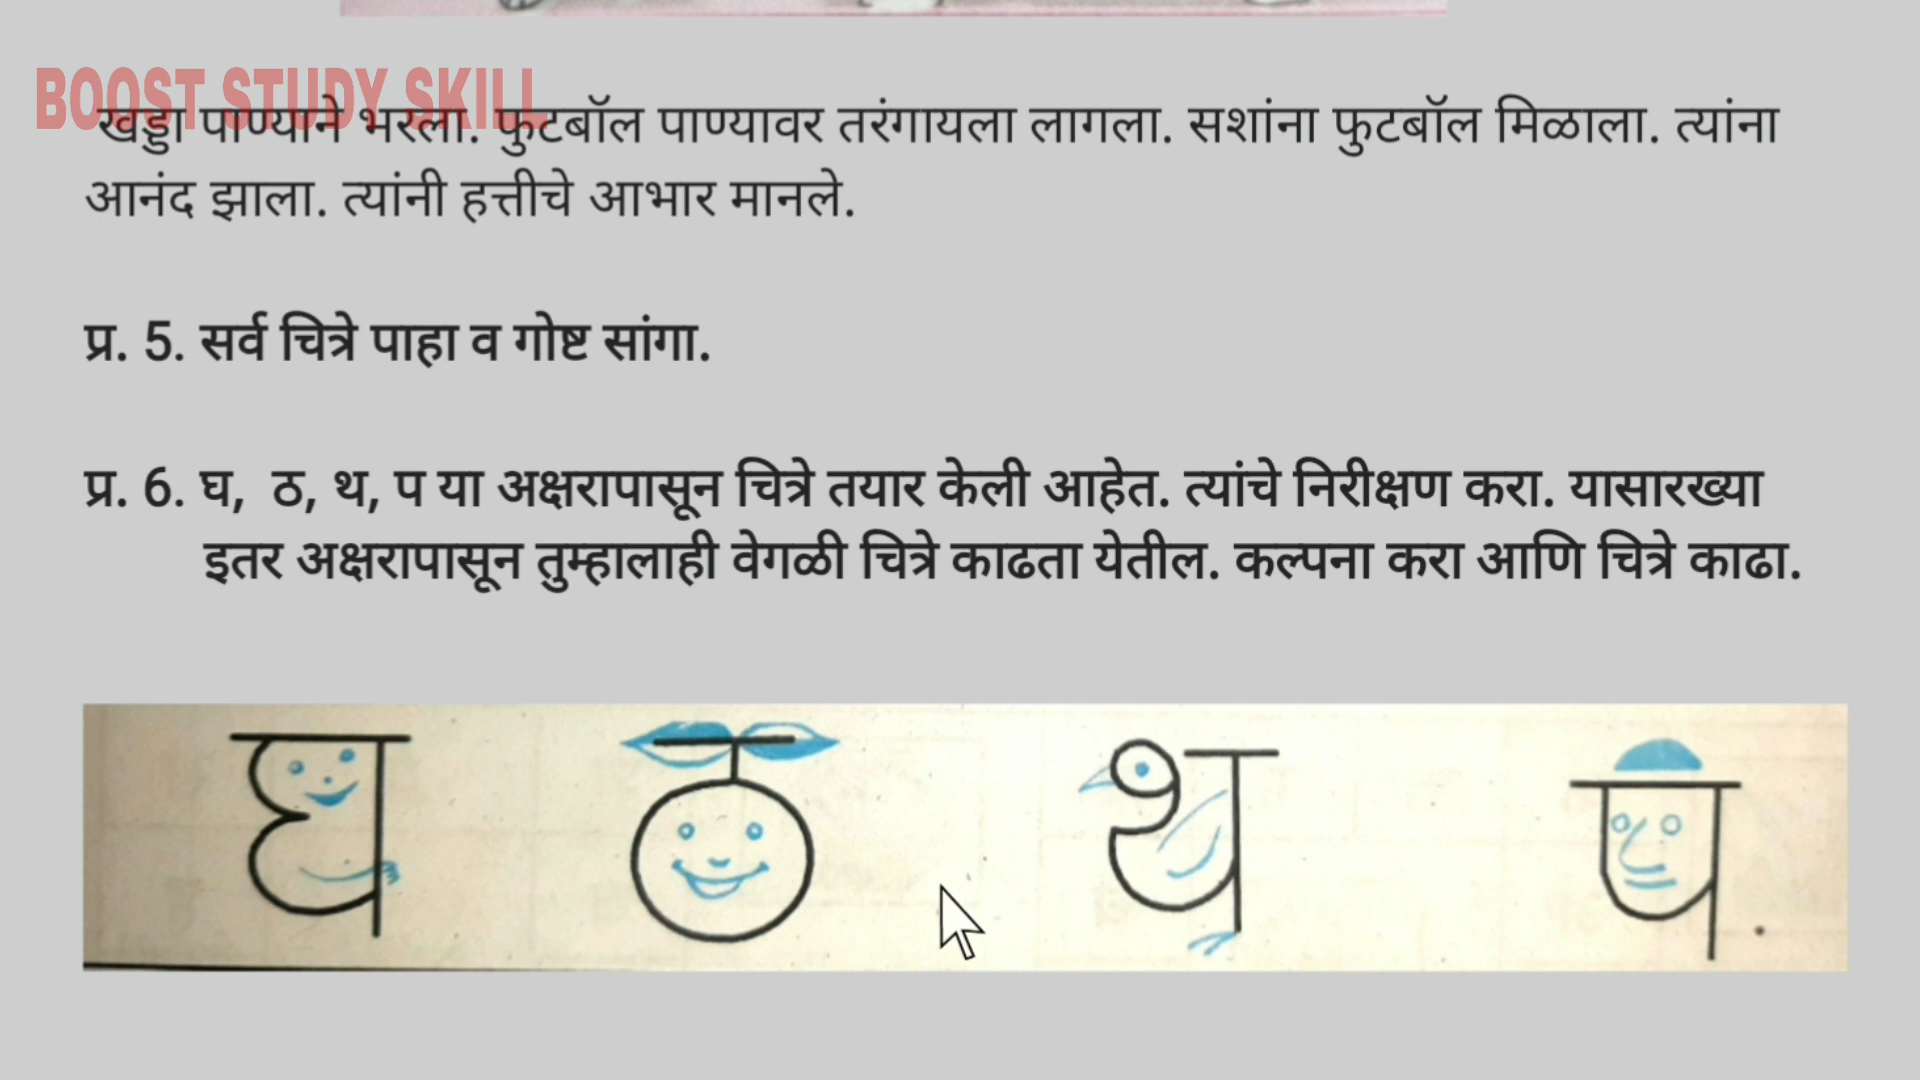 BOOST STUDY SKILL
खड्डा पाण्याने भरला. फुटबॉल पाण्यावर तरंगायला लागला. सशांना फुटबॉल मिळाला. त्यांना
आनंद झाला. त्यांनी हत्तीचे आभार मानले.
प्र. 5. सर्व चित्रे पाहा व गोष्ट सांगा.
प्र. 6. घ, ठ, थ, प या अक्षरापासून चित्रे तयार केली आहेत. त्यांचे निरीक्षण करा. यासारख्या
इतर अक्षरापासून तुम्हालाही वेगळी चित्रे काढता येतील. कल्पना करा आणि चित्रे काढा.
घ ठ थ प